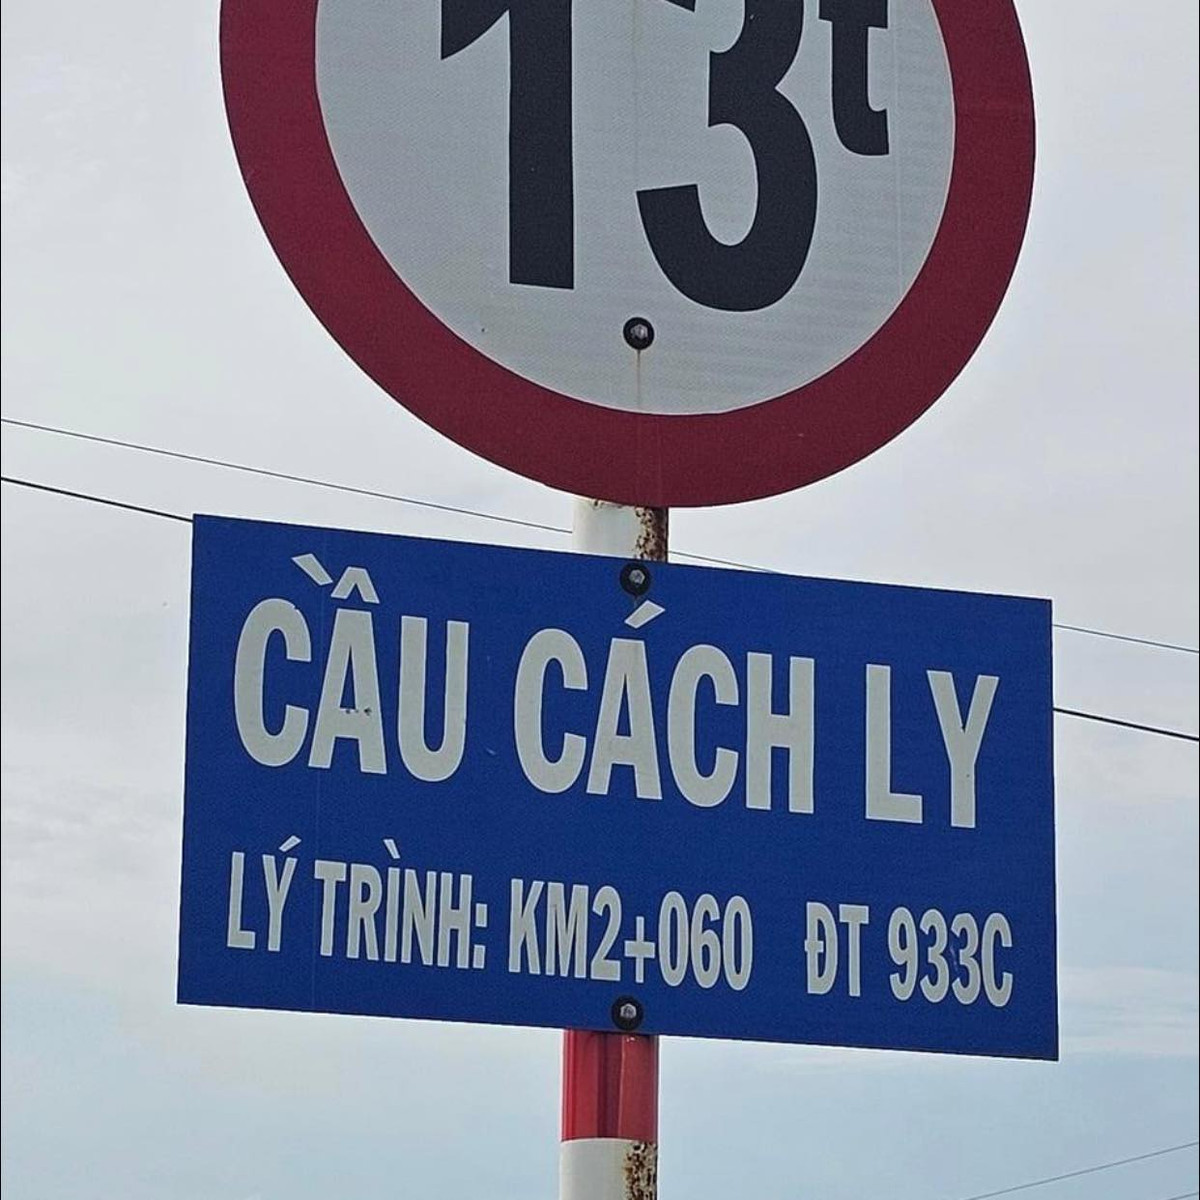 13t
CẦU CÁCH LY
LÝ TRÌNH: KM2+060 ĐT 933C